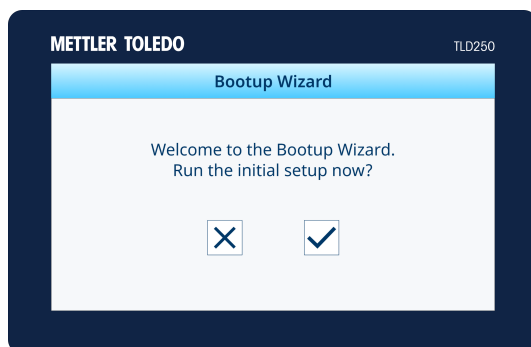 METTLER TOLEDO
TLD250
Bootup Wizard
Welcome to the Bootup Wizard.
Run the initial setup now?